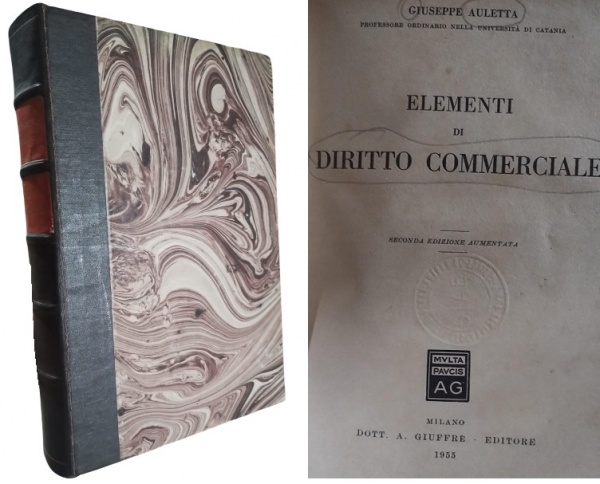 GIUSEPPE AULETTA
PROFESSORE ORDINARIO NELLA UNIVERSITÀ DI CATANIA
ELEMENTI
DI
DIRITTO COMMERCIALE
SECONDA EDIZIONE AUMENTATA
MVLTA
PAVCIS
AG
MILANO
DOTT. A. GIUFFRÈ - EDITORE
1955